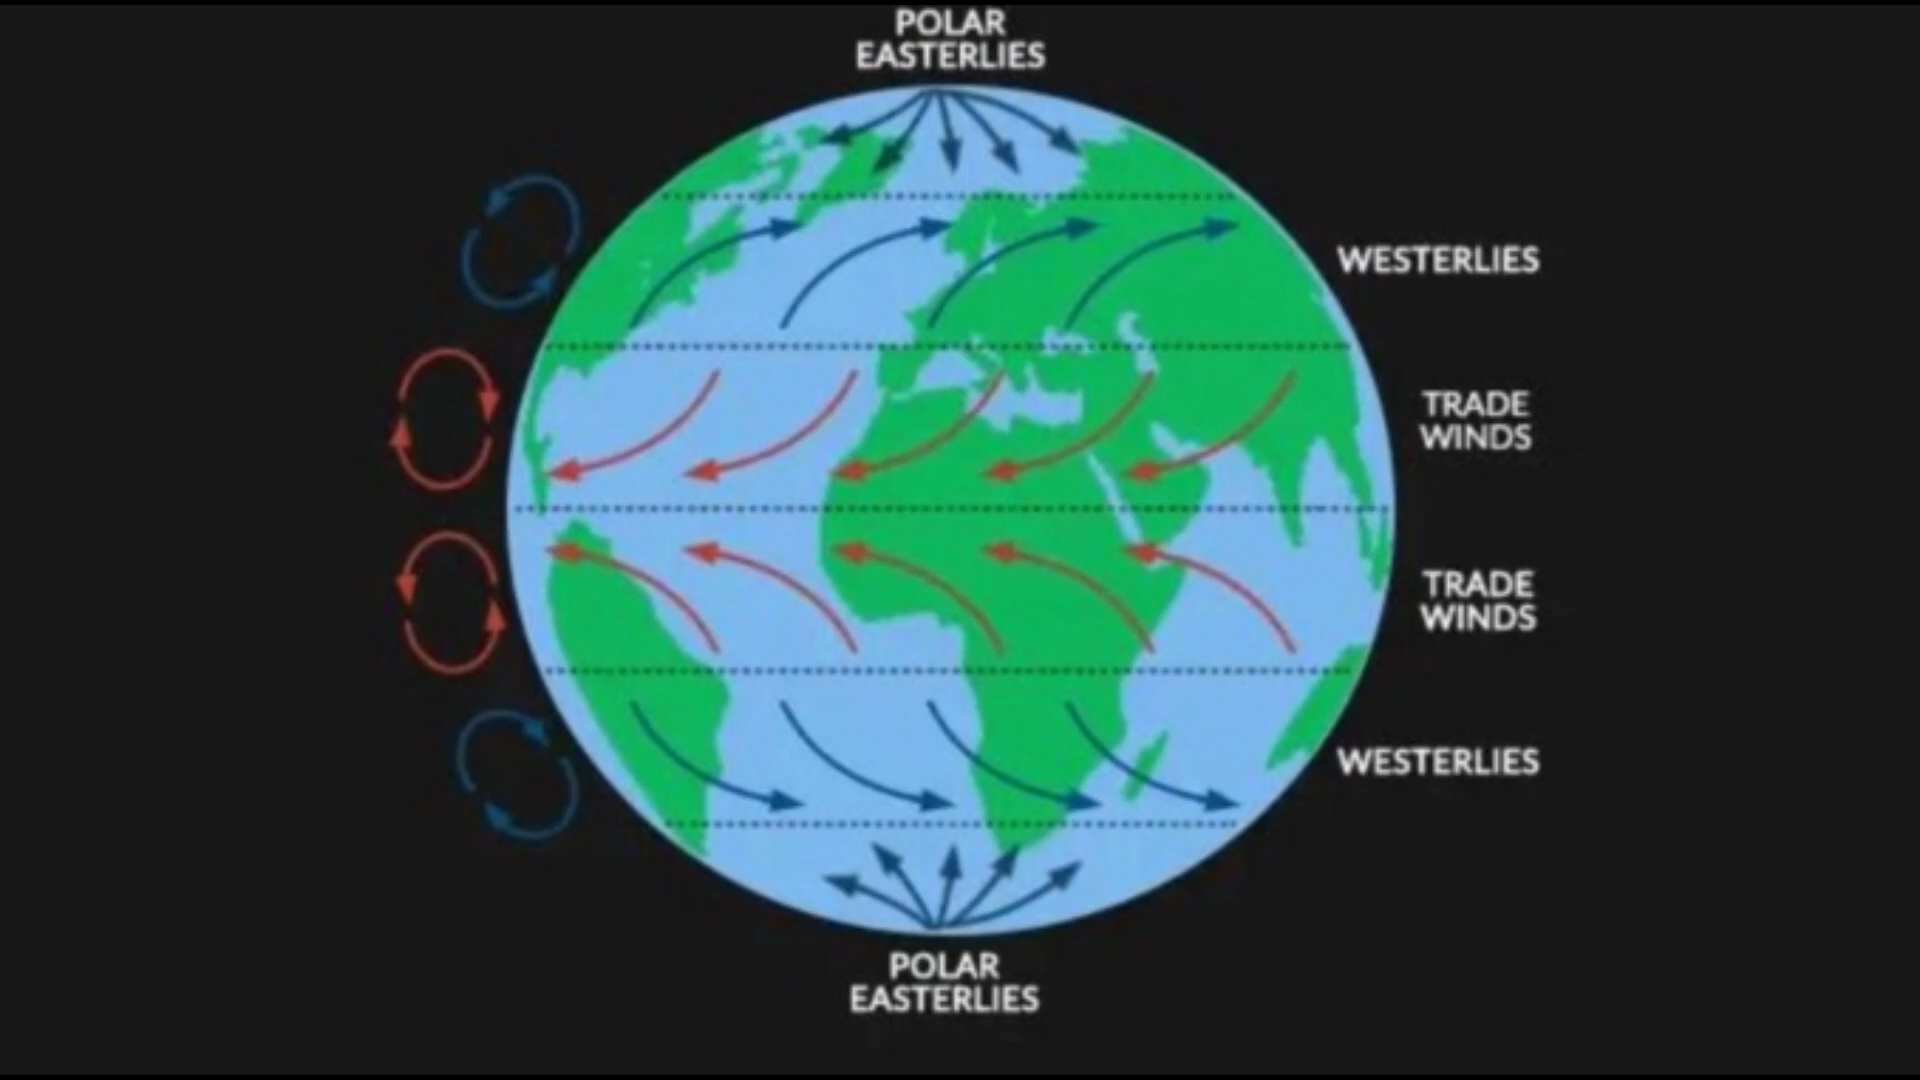 POLAR
EASTERLIES
WESTERLIES
TRADE
WINDS
TRADE
WINDS
WESTERLIES
POLAR
EASTERLIES